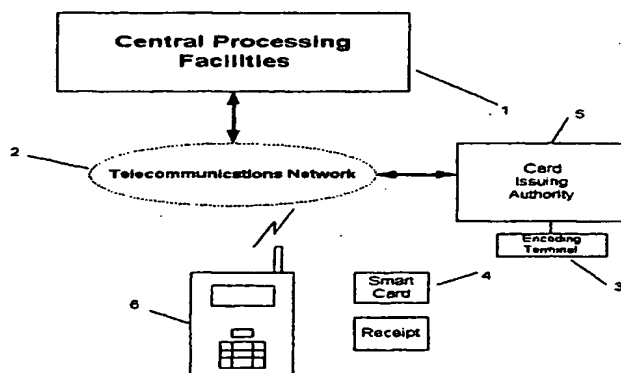 Central Processing
Facilities
1
2
Telecommunications Network
5
Card
Issuing
Authority
Encoding
Terminal
3
6
Smart
Card
4
Receipt